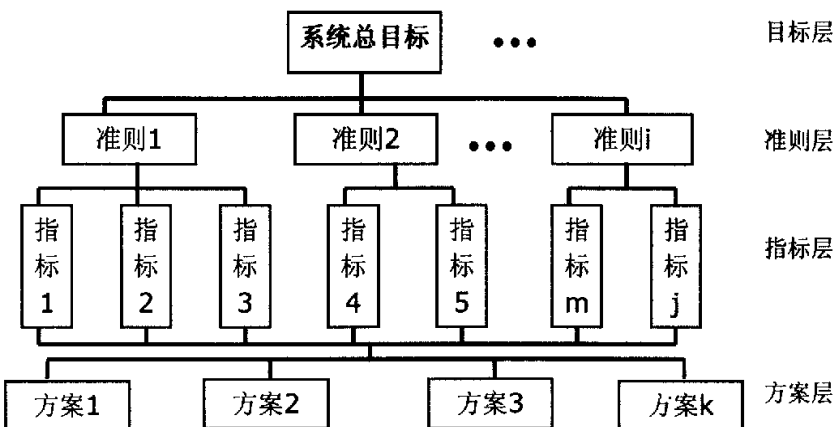 系统总目标 ••• 目标层
准则1 准则2 ••• 准则i 准则层
指标1 指标2 指标3 指标4 指标5 指标m 指标j 指标层
方案1 方案2 方案3 方案k 方案层